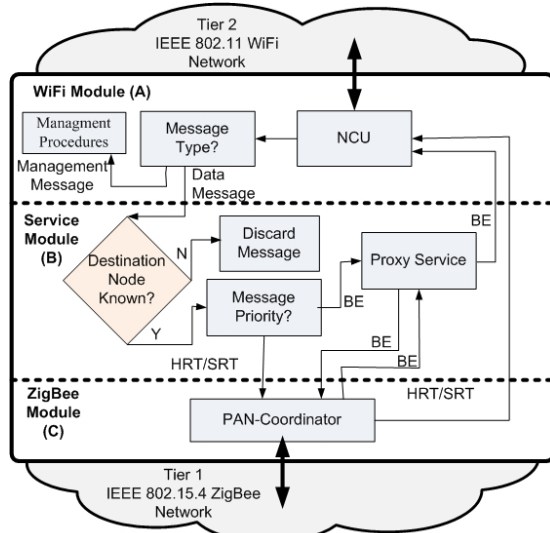 Tier 2
IEEE 802.11 WiFi
Network
WiFi Module (A)
Managment
Procedures
Message
Type?
NCU
Management
Message
Data
Message
Service
Module
(B)
Destination
Node
Known?
N
Discard
Message
Proxy Service
BE
Y
Message
Priority?
BE
BE
BE
HRT/SRT
HRT/SRT
ZigBee
Module
(C)
PAN-Coordinator
Tier 1
IEEE 802.15.4 ZigBee
Network